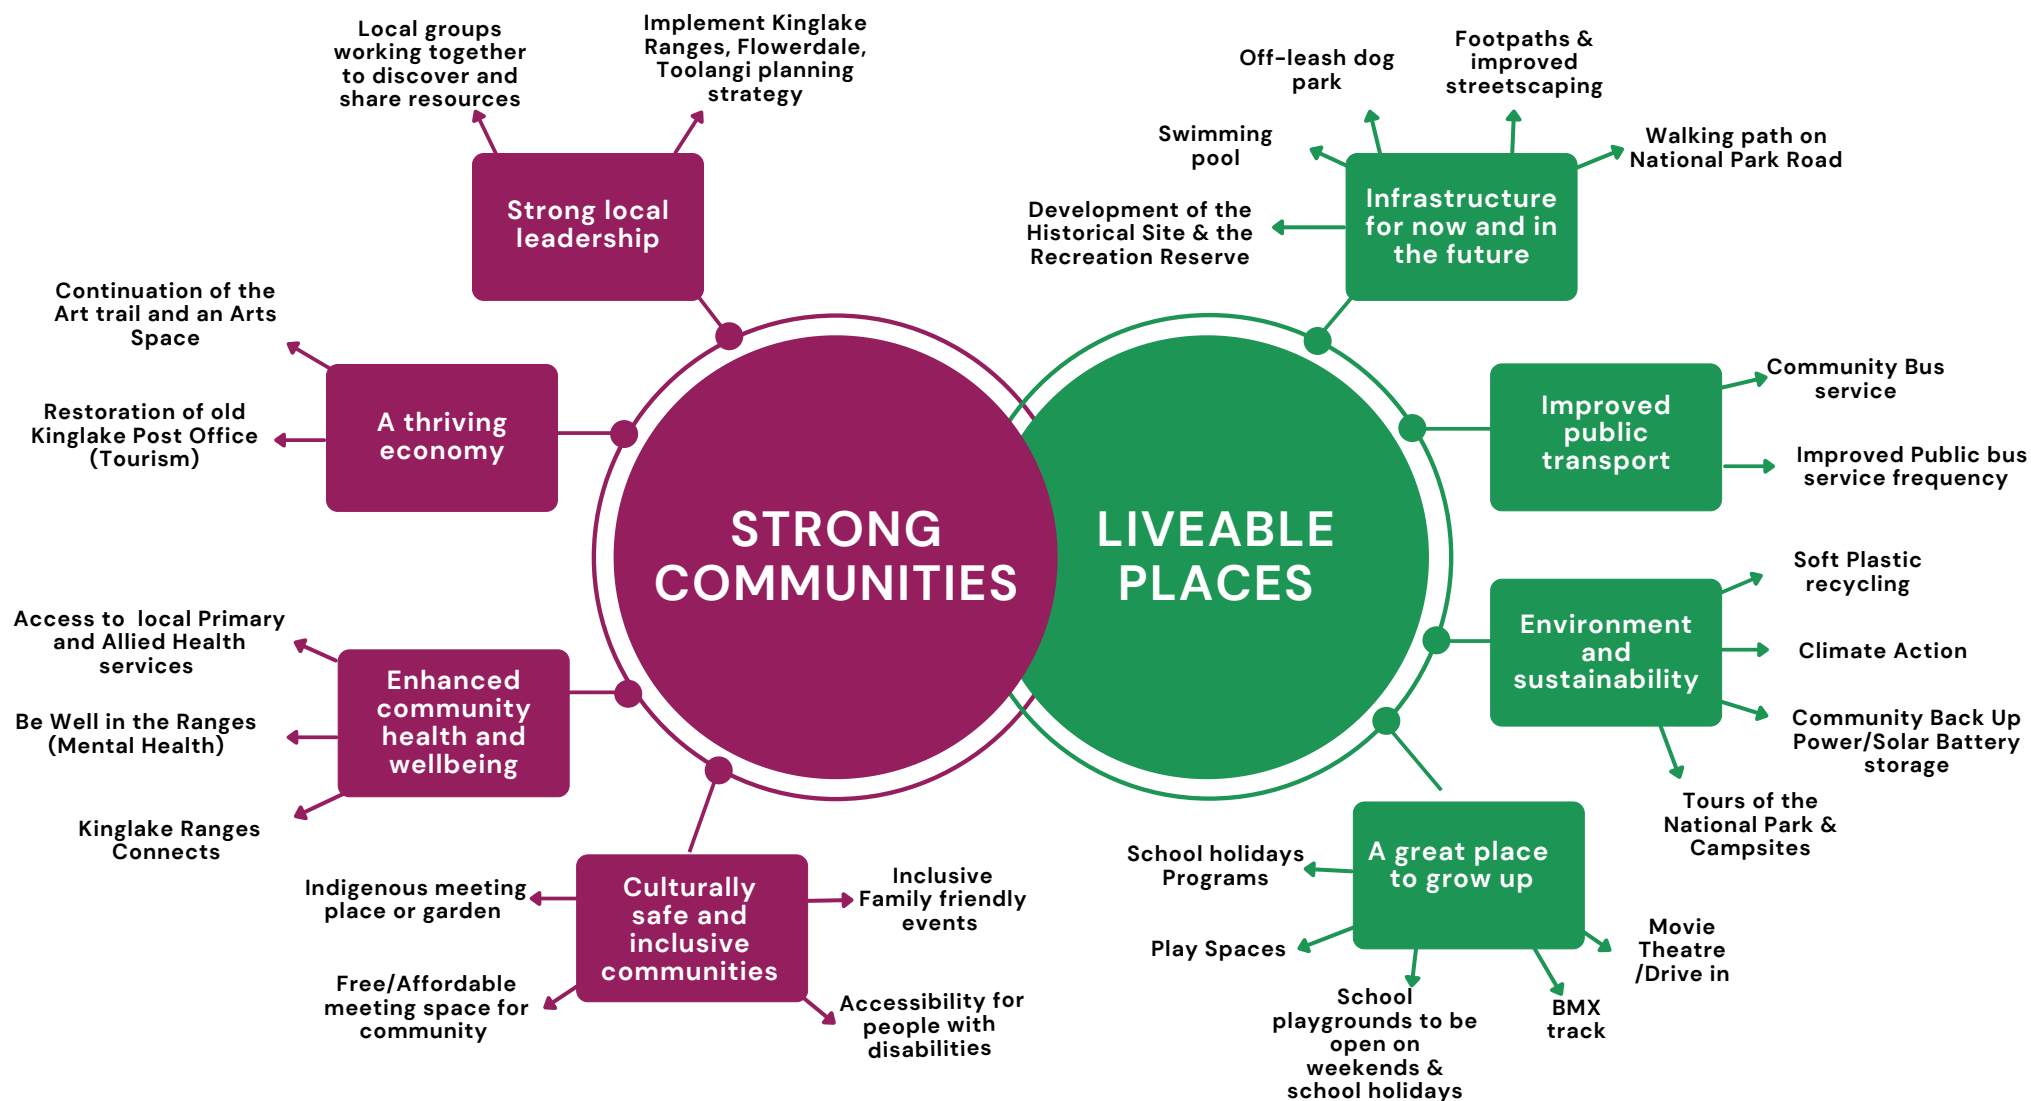 Local groups
working together
to discover and
share resources
Implement Kinglake
Ranges, Flowerdale,
Toolangi planning
strategy
Strong local
leadership
Continuation of the
Art trail and an Arts
Space
Restoration of old
Kinglake Post Office
(Tourism)
A thriving
economy
Access to local Primary
and Allied Health
services
Be Well in the Ranges
(Mental Health)
Kinglake Ranges
Connects
Enhanced
community
health and
wellbeing
Indigenous meeting
place or garden
Free/Affordable
meeting space for
community
Culturally
safe and
inclusive
communities
Inclusive
Family friendly
events
Accessibility for
people with
disabilities
STRONG
COMMUNITIES
LIVEABLE
PLACES
Off-leash dog
park
Footpaths &
improved
streetscaping
Swimming
pool
Walking path on
National Park Road
Development of the
Historical Site & the
Recreation Reserve
Infrastructure
for now and in
the future
Improved
public
transport
Community Bus
service
Improved Public bus
service frequency
Environment
and
sustainability
Soft Plastic
recycling
Climate Action
Community Back Up
Power/Solar Battery
storage
Tours of the
National Park &
Campsites
A great place
to grow up
School holidays
Programs
Play Spaces
School
playgrounds to be
open on
weekends &
school holidays
BMX
track
Movie
Theatre
/Drive in